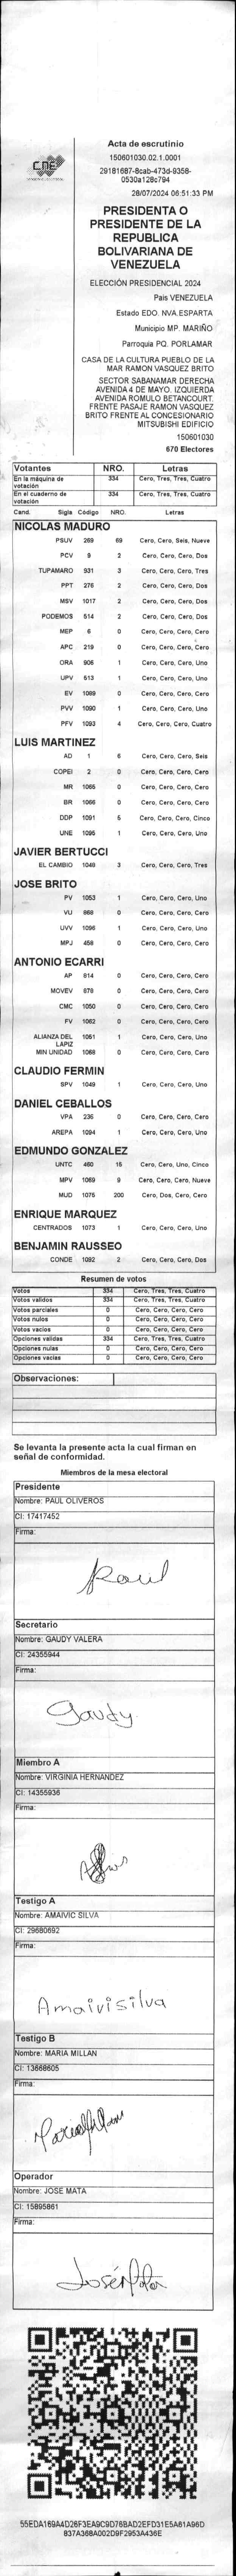 CNE
Acta de escrutinio
150601030.02.1.0001
29181687-8cab-473d-9358-
0530a128c794
28/07/2024 06:51:33 PM
PRESIDENTA O
PRESIDENTE DE LA
REPUBLICA
BOLIVARIANA DE
VENEZUELA
ELECCIÓN PRESIDENCIAL 2024
Pais VENEZUELA
Estado EDO. NVA.ESPARTA
Municipio MP. MARIÑO
Parroquia PQ. PORLAMAR
CASA DE LA CULTURA PUEBLO DE LA
MAR RAMON VASQUEZ BRITO
SECTOR SABANAMAR DERECHA
AVENIDA 4 DE MAYO. IZQUIERDA
AVENIDA ROMULO BETANCOURT.
FRENTE PASAJE RAMON VASQUEZ
BRITO FRENTE AL CONCESIONARIO
MITSUBISHI EDIFICIO
150601030
670 Electores
Votantes NRO. Letras
En la máquina de votación 334 Cero, Tres, Tres, Cuatro
En el cuaderno de votación 334 Cero, Tres, Tres, Cuatro
Cand. Sigla Código NRO. Letras
NICOLAS MADURO
PSUV 269 69 Cero, Cero, Seis, Nueve
PCV 9 2 Cero, Cero, Cero, Dos
TUPAMARO 931 3 Cero, Cero, Cero, Tres
PPT 276 2 Cero, Cero, Cero, Dos
MSV 1017 2 Cero, Cero, Cero, Dos
PODEMOS 514 2 Cero, Cero, Cero, Dos
MEP 6 0 Cero, Cero, Cero, Cero
APC 219 0 Cero, Cero, Cero, Cero
ORA 906 1 Cero, Cero, Cero, Uno
UPV 513 1 Cero, Cero, Cero, Uno
EV 1089 0 Cero, Cero, Cero, Cero
PVV 1090 1 Cero, Cero, Cero, Uno
PFV 1093 4 Cero, Cero, Cero, Cuatro
LUIS MARTINEZ
AD 1 6 Cero, Cero, Cero, Seis
COPEI 2 0 Cero, Cero, Cero, Cero
MR 1065 0 Cero, Cero, Cero, Cero
BR 1066 0 Cero, Cero, Cero, Cero
DDP 1091 5 Cero, Cero, Cero, Cinco
UNE 1095 1 Cero, Cero, Cero, Uno
JAVIER BERTUCCI
EL CAMBIO 1048 3 Cero, Cero, Cero, Tres
JOSE BRITO
PV 1053 1 Cero, Cero, Cero, Uno
VU 868 0 Cero, Cero, Cero, Cero
UVV 1096 1 Cero, Cero, Cero, Uno
MPJ 458 0 Cero, Cero, Cero, Cero
ANTONIO ECARRI
AP 814 0 Cero, Cero, Cero, Cero
MOVEV 678 0 Cero, Cero, Cero, Cero
CMC 1050 0 Cero, Cero, Cero, Cero
FV 1062 0 Cero, Cero, Cero, Cero
ALIANZA DEL LAPIZ 1051 1 Cero, Cero, Cero, Uno
MIN UNIDAD 1068 0 Cero, Cero, Cero, Cero
CLAUDIO FERMIN
SPV 1049 1 Cero, Cero, Cero, Uno
DANIEL CEBALLOS
VPA 236 0 Cero, Cero, Cero, Cero
AREPA 1094 1 Cero, Cero, Cero, Uno
EDMUNDO GONZALEZ
UNTC 460 15 Cero, Cero, Uno, Cinco
MPV 1069 9 Cero, Cero, Cero, Nueve
MUD 1075 200 Cero, Dos, Cero, Cero
ENRIQUE MARQUEZ
CENTRADOS 1073 1 Cero, Cero, Cero, Uno
BENJAMIN RAUSSEO
CONDE 1092 2 Cero, Cero, Cero, Dos
Resumen de votos
Votos 334 Cero, Tres, Tres, Cuatro
Votos validos 334 Cero, Tres, Tres, Cuatro
Votos parciales 0 Cero, Cero, Cero, Cero
Votos nulos 0 Cero, Cero, Cero, Cero
Votos vacios 0 Cero, Cero, Cero, Cero
Opciones validas 334 Cero, Tres, Tres, Cuatro
Opciones nulas 0 Cero, Cero, Cero, Cero
Opciones vacias 0 Cero, Cero, Cero, Cero
Observaciones:
Se levanta la presente acta la cual firman en
señal de conformidad.
Miembros de la mesa electoral
Presidente
Nombre: PAUL OLIVEROS
CI: 17417452
Firma:
Paul
Secretario
Nombre: GAUDY VALERA
CI: 24355944
Firma:
Gaudy
Miembro A
Nombre: VIRGINIA HERNANDEZ
CI: 14355936
Firma:
Testigo A
Nombre: AMAIVIC SILVA
CI: 29680692
Firma:
Amaivisilva
Testigo B
Nombre: MARIA MILLAN
CI: 13668605
Firma:
Operador
Nombre: JOSE MATA
CI: 15895861
Firma:
José Mata
55EDA169A4D26F3EA9C9D76BAD2EFD31E5A61A96D
837A368A002D9F2953A436E